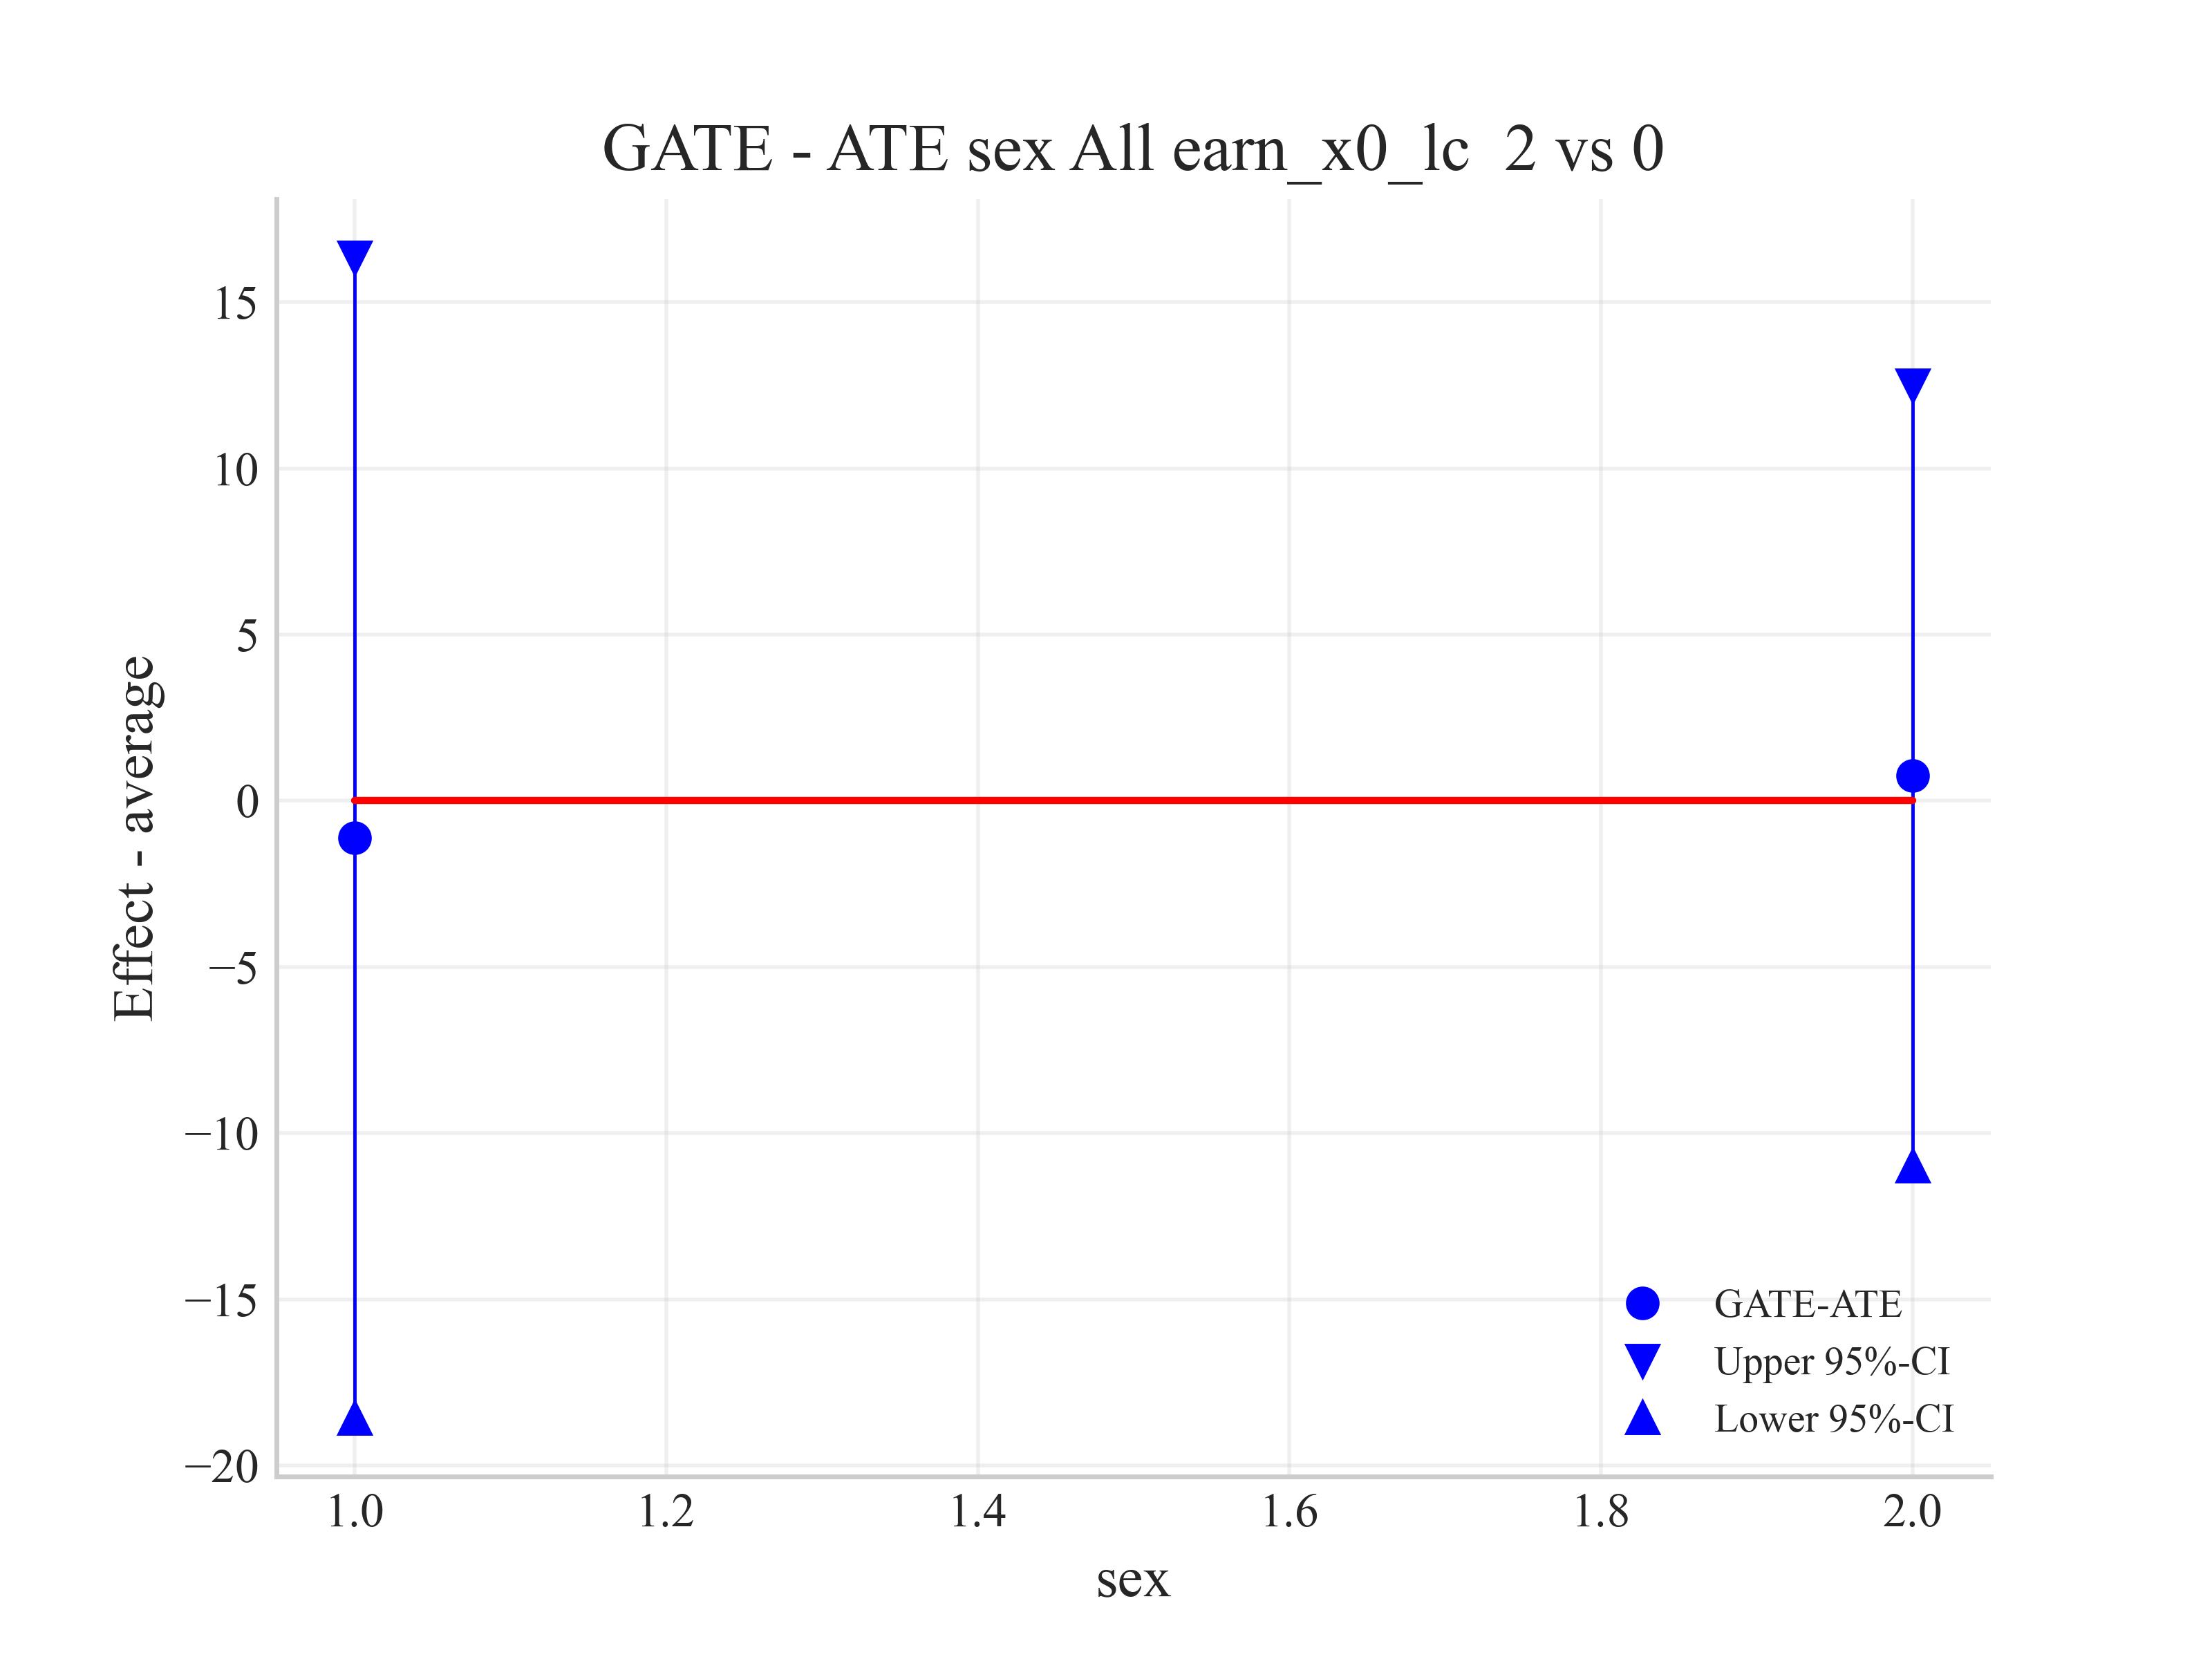 GATE - ATE sex All earn_x0_lc  2 vs 0
Effect - average
15
10
5
0
−5
−10
−15
−20
GATE-ATE
Upper 95%-CI
Lower 95%-CI
1.0 1.2 1.4 1.6 1.8 2.0
sex